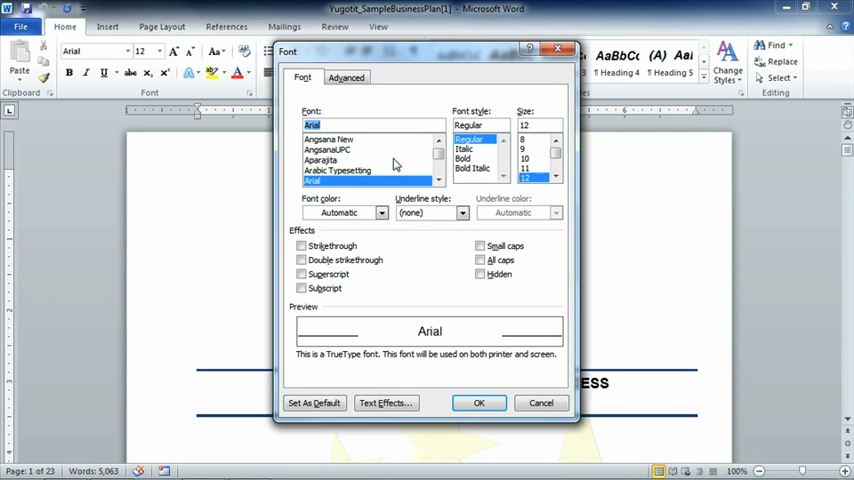 Yugotit_SampleBusinessPlan[1] - Microsoft Word
File Home Insert References Mailings Review View
Paste
Clipboard
Arial 12
B I U abc x₂ x²
Font
AaBbCc (A) AaBb
¶ Heading 4 ¶ Heading 5
Change Styles
Find
Replace
Select
Editing
Font
Font Advanced
Font: Font style: Size:
Arial Regular 12
Angsana New Regular 8
AngsanaUPC Italic 9
Aparajita Bold 10
Arabic Typesetting Bold Italic 11
Arial 12
Font color: Underline style: Underline color:
Automatic (none) Automatic
Effects
Strikethrough Small caps
Double strikethrough All caps
Superscript Hidden
Subscript
Preview
Arial
This is a TrueType font. This font will be used on both printer and screen.
Set As Default Text Effects... OK Cancel
ESS
Page: 1 of 23 Words: 5,063 100%